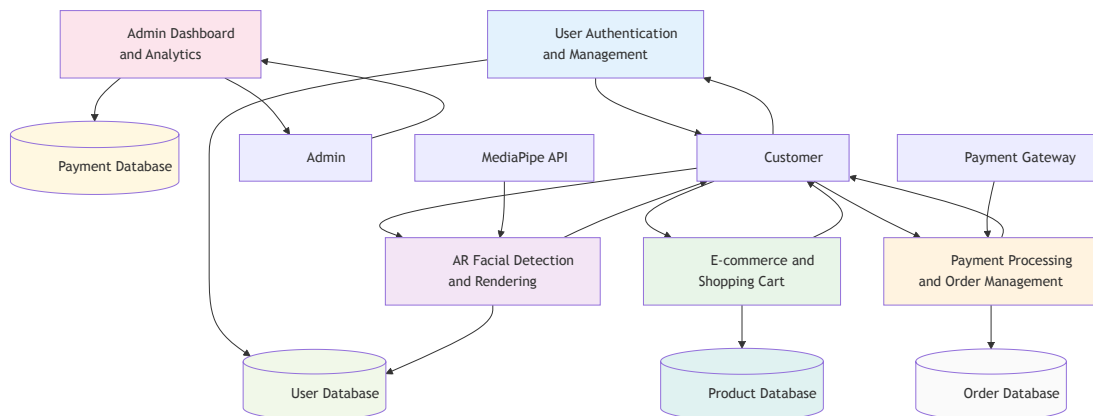 Admin Dashboard
and Analytics
User Authentication
and Management
Payment Database
Admin
MediaPipe API
Customer
Payment Gateway
AR Facial Detection
and Rendering
E-commerce and
Shopping Cart
Payment Processing
and Order Management
User Database
Product Database
Order Database